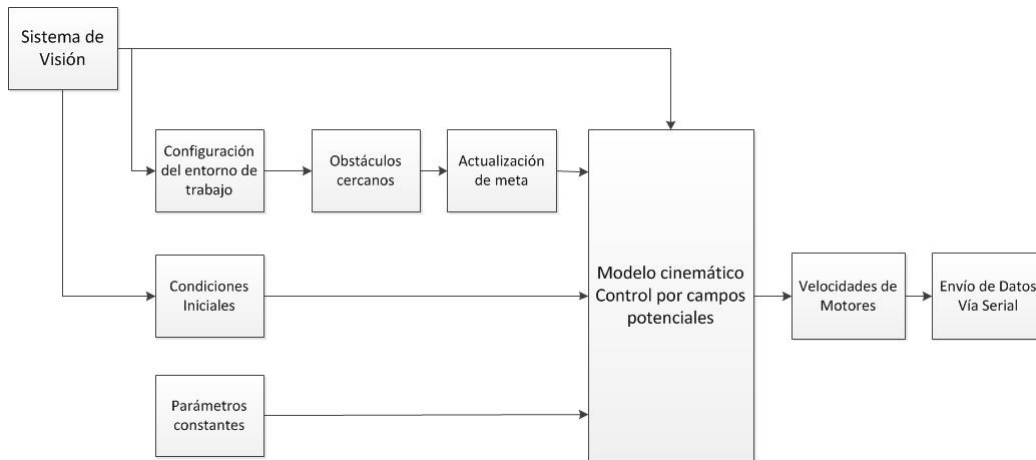 Sistema de
Visión
Configuración
del entorno de
trabajo
Obstáculos
cercanos
Actualización
de meta
Condiciones
Iniciales
Modelo cinemático
Control por campos
potenciales
Velocidades de
Motores
Envío de Datos
Vía Serial
Parámetros
constantes